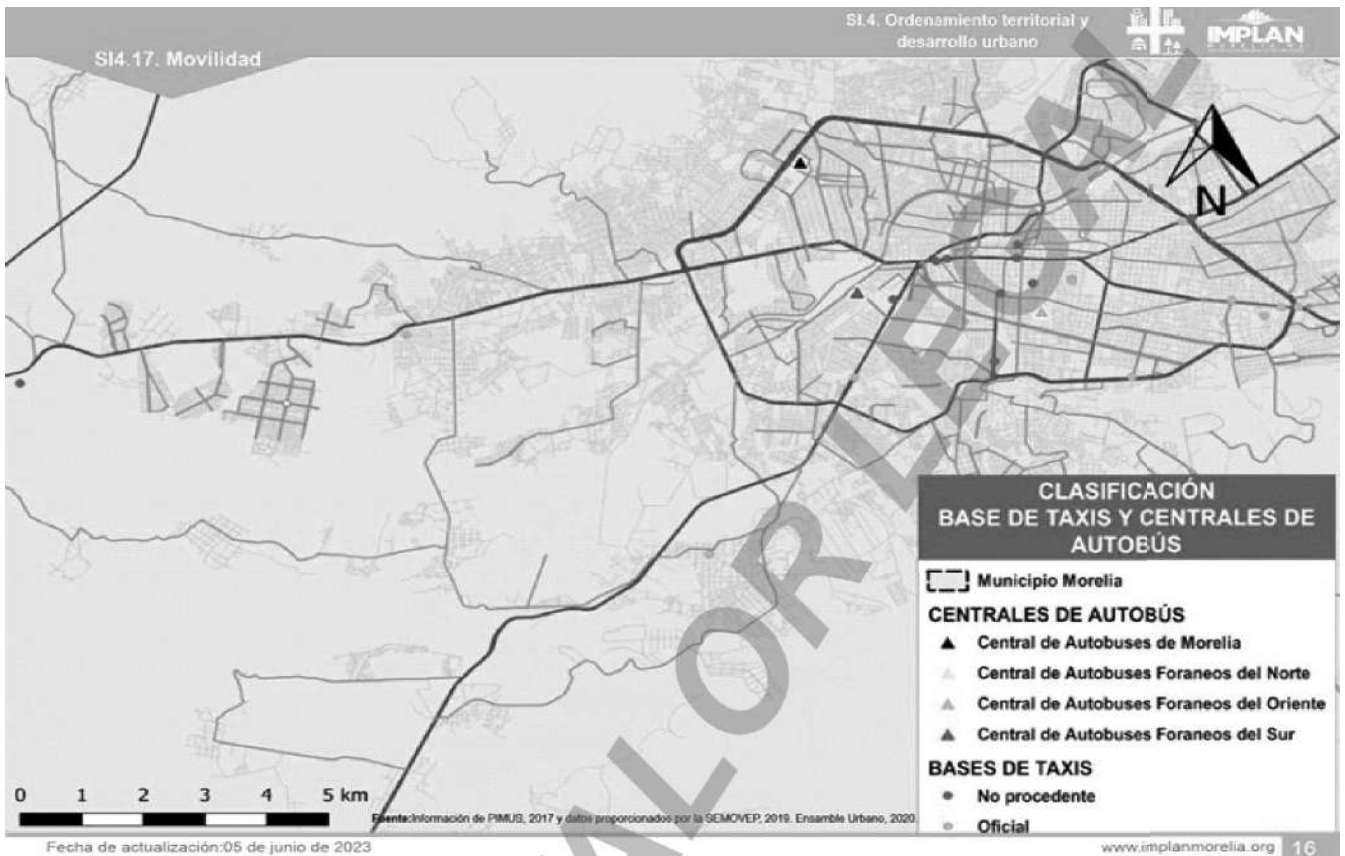 SI4.17. Movilidad
SI.4. Ordenamiento territorial y
desarrollo urbano
IMPLAN
N
CLASIFICACIÓN
BASE DE TAXIS Y CENTRALES DE
AUTOBÚS
Municipio Morelia
CENTRALES DE AUTOBÚS
Central de Autobuses de Morelia
Central de Autobuses Foraneos del Norte
Central de Autobuses Foraneos del Oriente
Central de Autobuses Foraneos del Sur
BASES DE TAXIS
No procedente
Oficial
0 1 2 3 4 5 km
Fuente:Información de PIMUS, 2017 y datos proporcionados por la SEMOVEP, 2019. Ensamble Urbano, 2020.
ALOR LEGAL
Fecha de actualización:05 de junio de 2023
www.implanmorelia.org 16